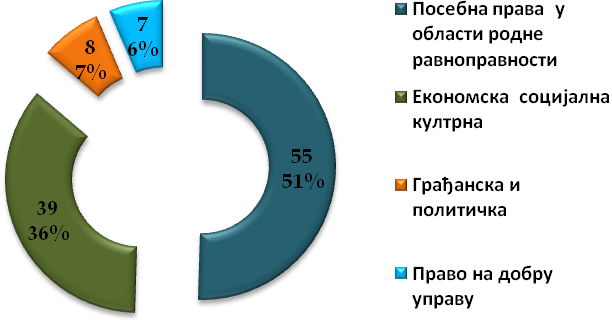 7
6%
8
7%
55
51%
39
36%
Посебна права у
области родне
равноправности
Економска социјална
култрна
Грађанска и
политичка
Право на добру
управу